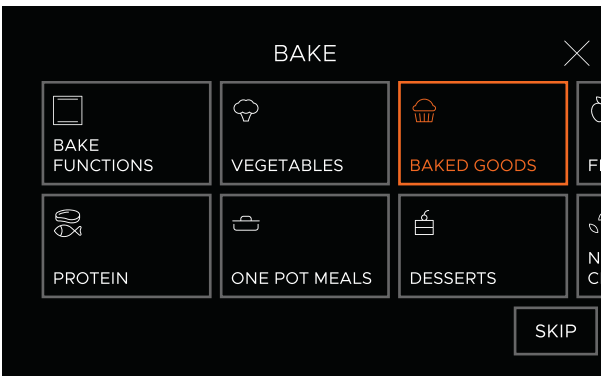 BAKE
BAKE
FUNCTIONS
VEGETABLES
BAKED GOODS
PROTEIN
ONE POT MEALS
DESSERTS
SKIP